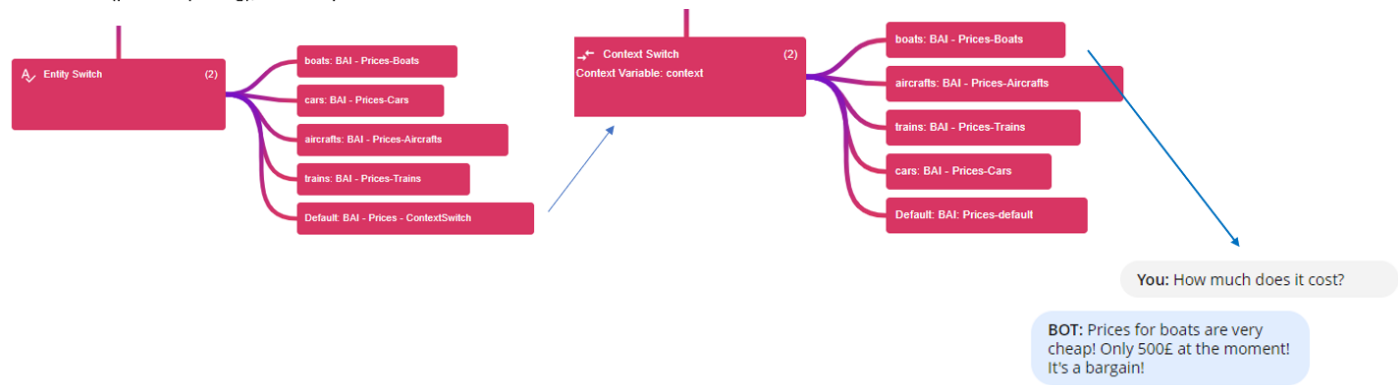 Entity Switch (2)
boats: BAI - Prices-Boats
cars: BAI - Prices-Cars
aircrafts: BAI - Prices-Aircrafts
trains: BAI - Prices-Trains
Default: BAI - Prices - ContextSwitch
Context Switch (2)
Context Variable: context
boats: BAI - Prices-Boats
aircrafts: BAI - Prices-Aircrafts
trains: BAI - Prices-Trains
cars: BAI - Prices-Cars
Default: BAI: Prices-default
You: How much does it cost?
BOT: Prices for boats are very
cheap! Only 500£ at the moment!
It's a bargain!